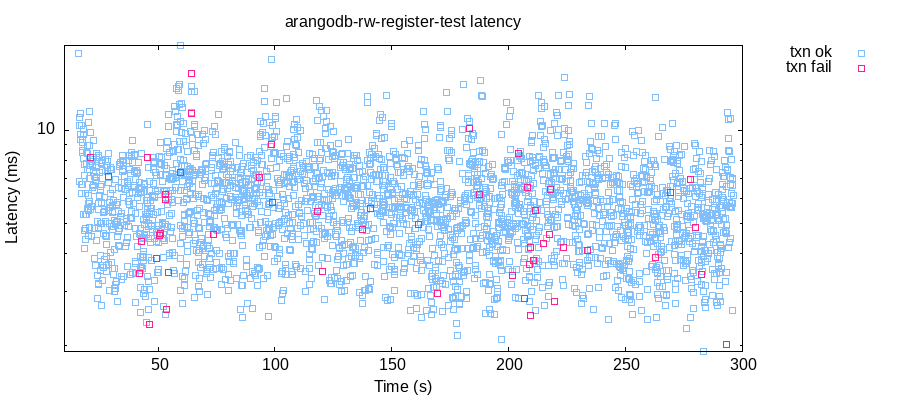 arangodb-rw-register-test latency
txn ok
txn fail
10
Latency (ms)
50 100 150 200 250 300
Time (s)